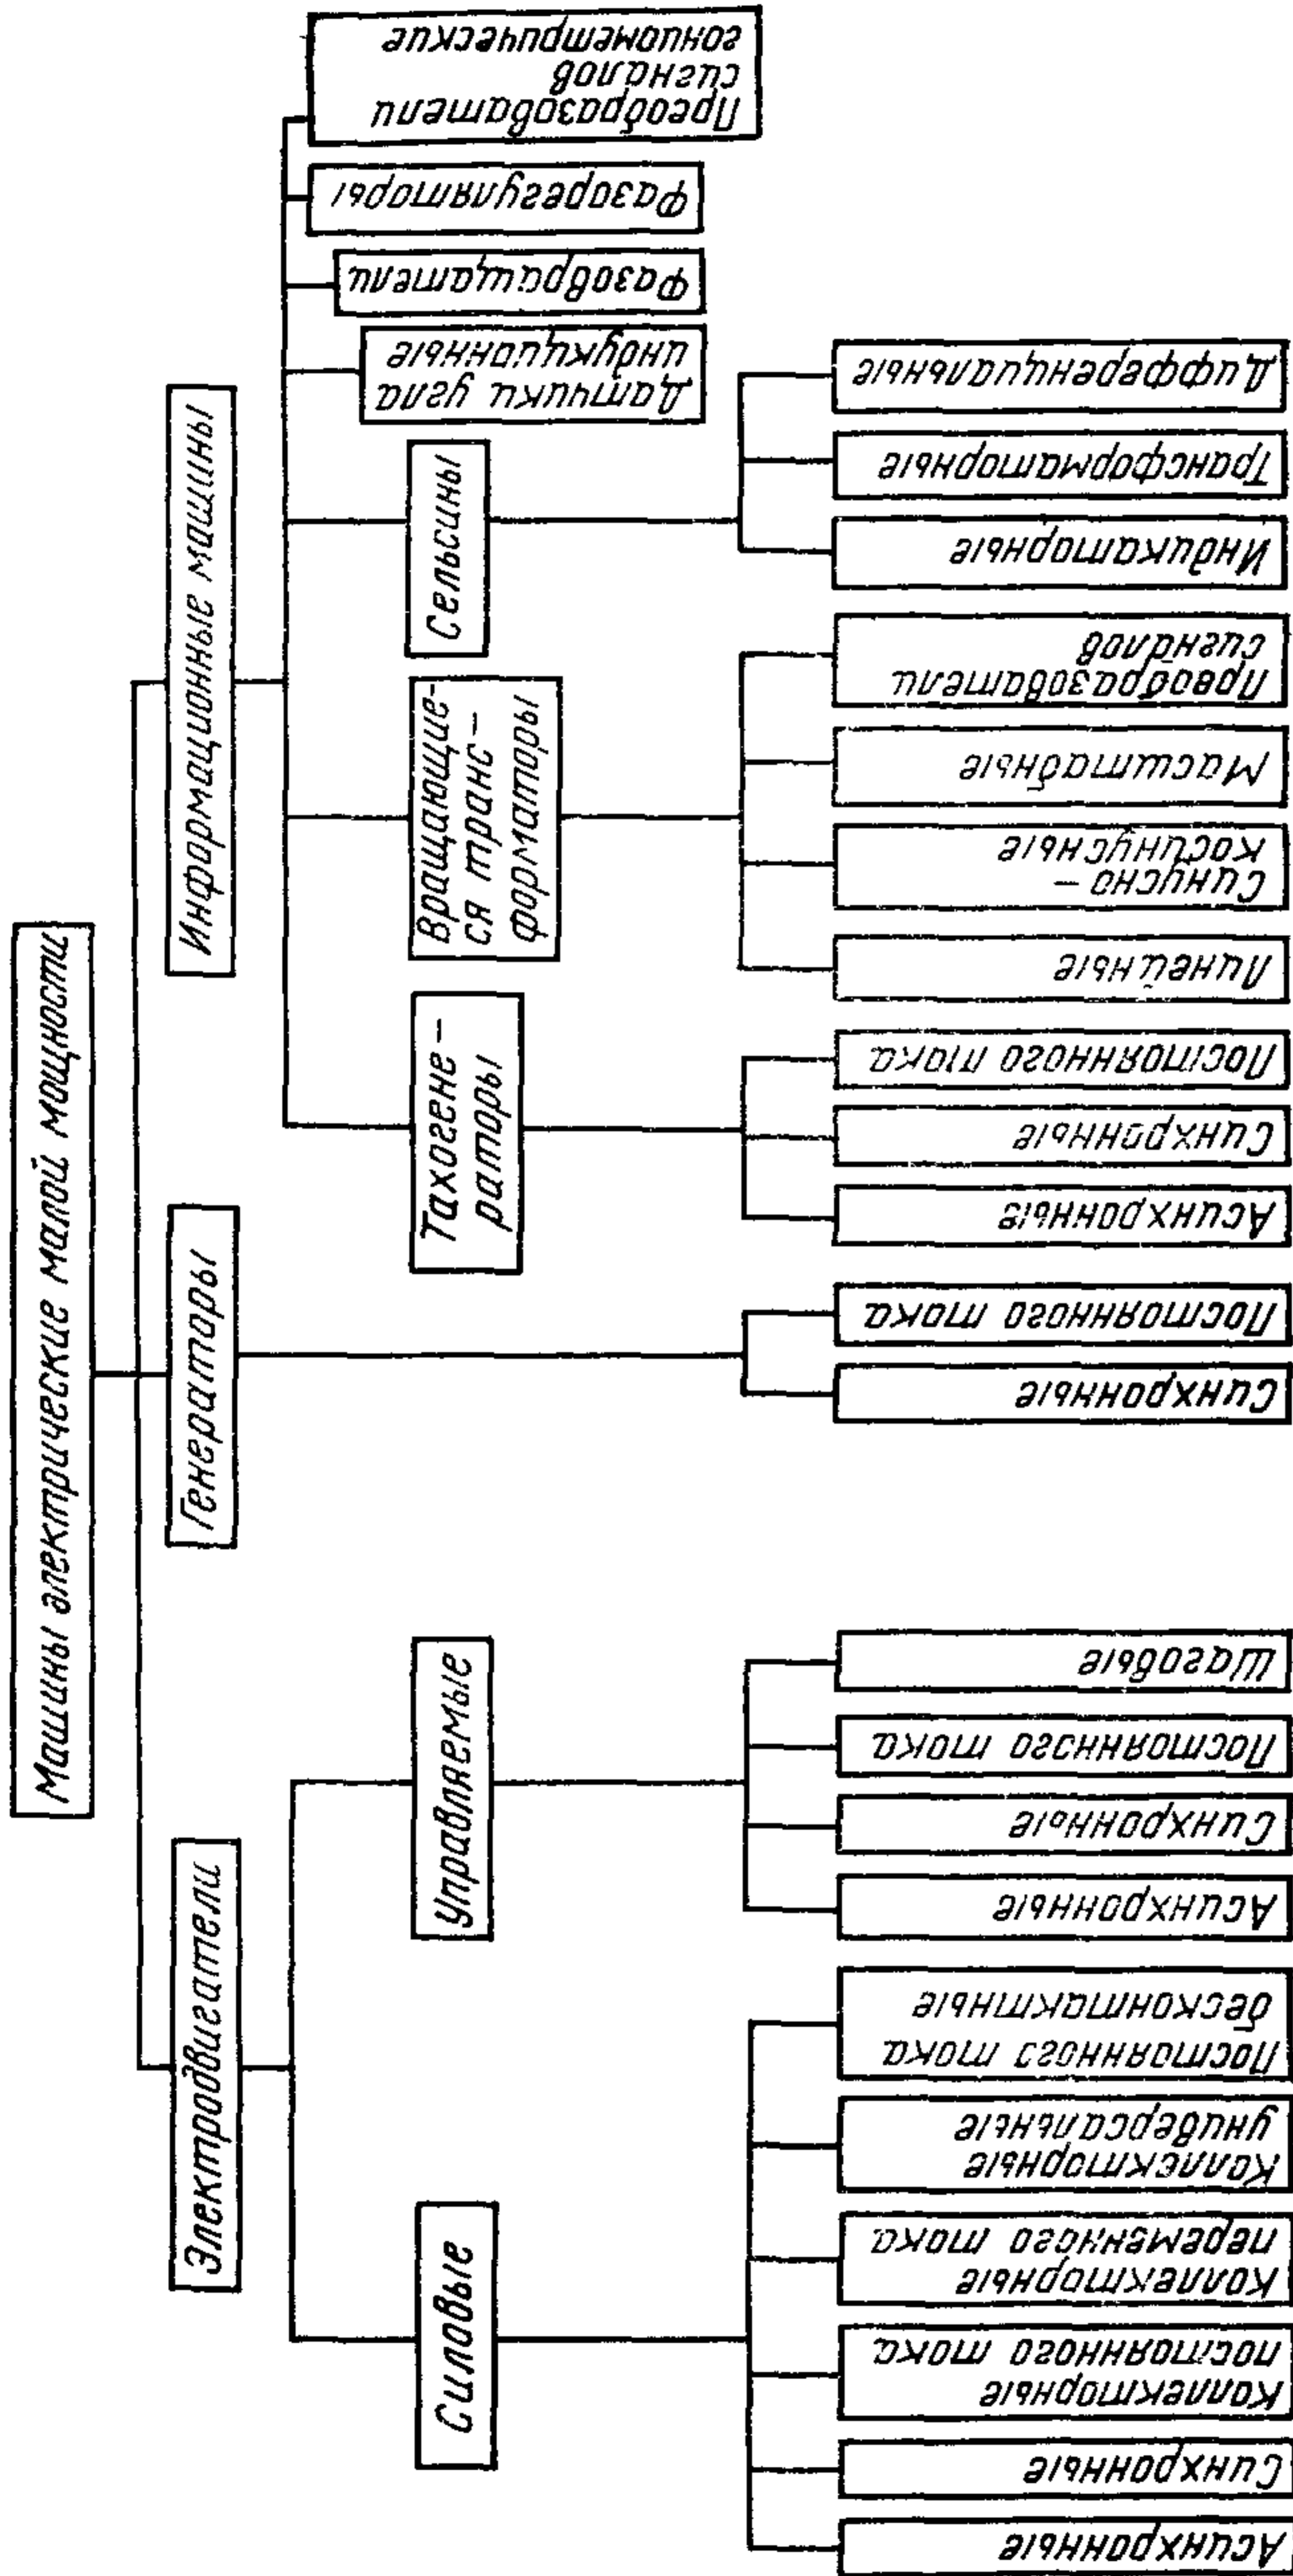 Машины электрические малой мощности
Электродвигатели
Генераторы
Информационные машины
Силовые
Управляемые
Тахогене-
раторы
Вращающие-
ся транс-
форматоры
Сельсины
Датчики угла
индукционные
Фазовращатели
Фазорегуляторы
Преобразователи
сигналов
гониометрические
Асинхронные
Синхронные
Коллекторные
постоянного тока
Коллекторные
переменного тока
Коллекторные
универсальные
Постоянного тока
бесконтактные
Асинхронные
Синхронные
Постоянного тока
Шаговые
Синхронные
Постоянного тока
Асинхронные
Синхронные
Постоянного тока
Линейные
Синусно-
косинусные
Масштабные
Преобразователи
сигналов
Индикаторные
Трансформаторные
Дифференциальные